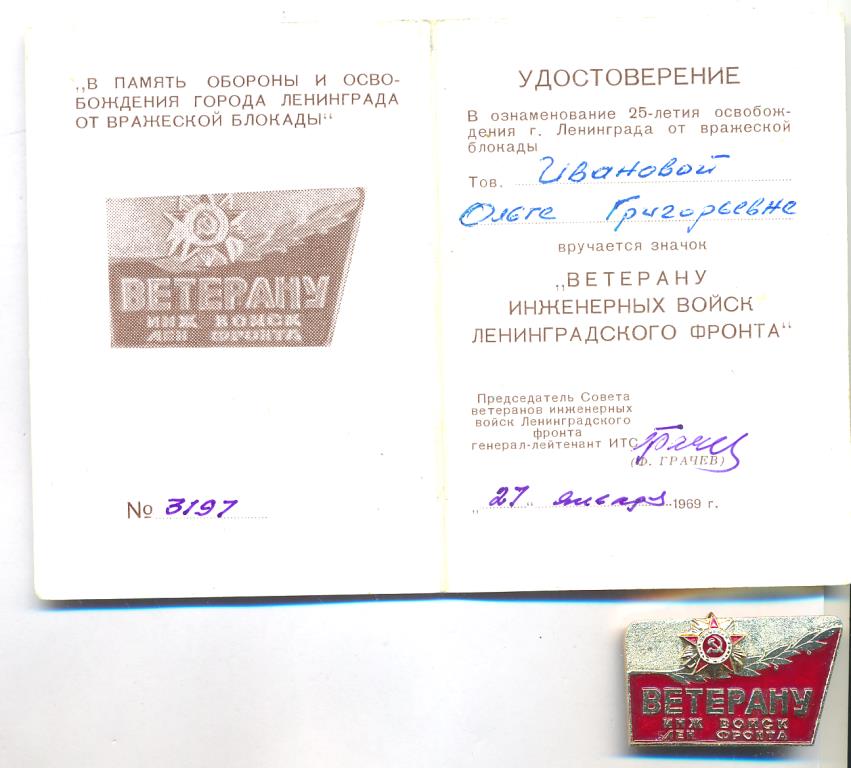 „В ПАМЯТЬ ОБОРОНЫ И ОСВО-
БОЖДЕНИЯ ГОРОДА ЛЕНИНГРАДА
ОТ ВРАЖЕСКОЙ БЛОКАДЫ“
ВЕТЕРАНУ
ИНЖ ВОЙСК
ЛЕН ФРОНТА
№ 3197
УДОСТОВЕРЕНИЕ
В ознаменование 25-летия освобож-
дения г. Ленинграда от вражеской
блокады
Тов. Ивановой
Ольге Григорьевне
вручается значок
„ВЕТЕРАНУ
ИНЖЕНЕРНЫХ ВОЙСК
ЛЕНИНГРАДСКОГО ФРОНТА“
Председатель Совета
ветеранов инженерных
войск Ленинградского
фронта
генерал-лейтенант ИТС Грачев
(Ф. ГРАЧЕВ)
„27“ января 1969 г.
ВЕТЕРАНУ
ИНЖ ВОЙСК
ЛЕН ФРОНТА